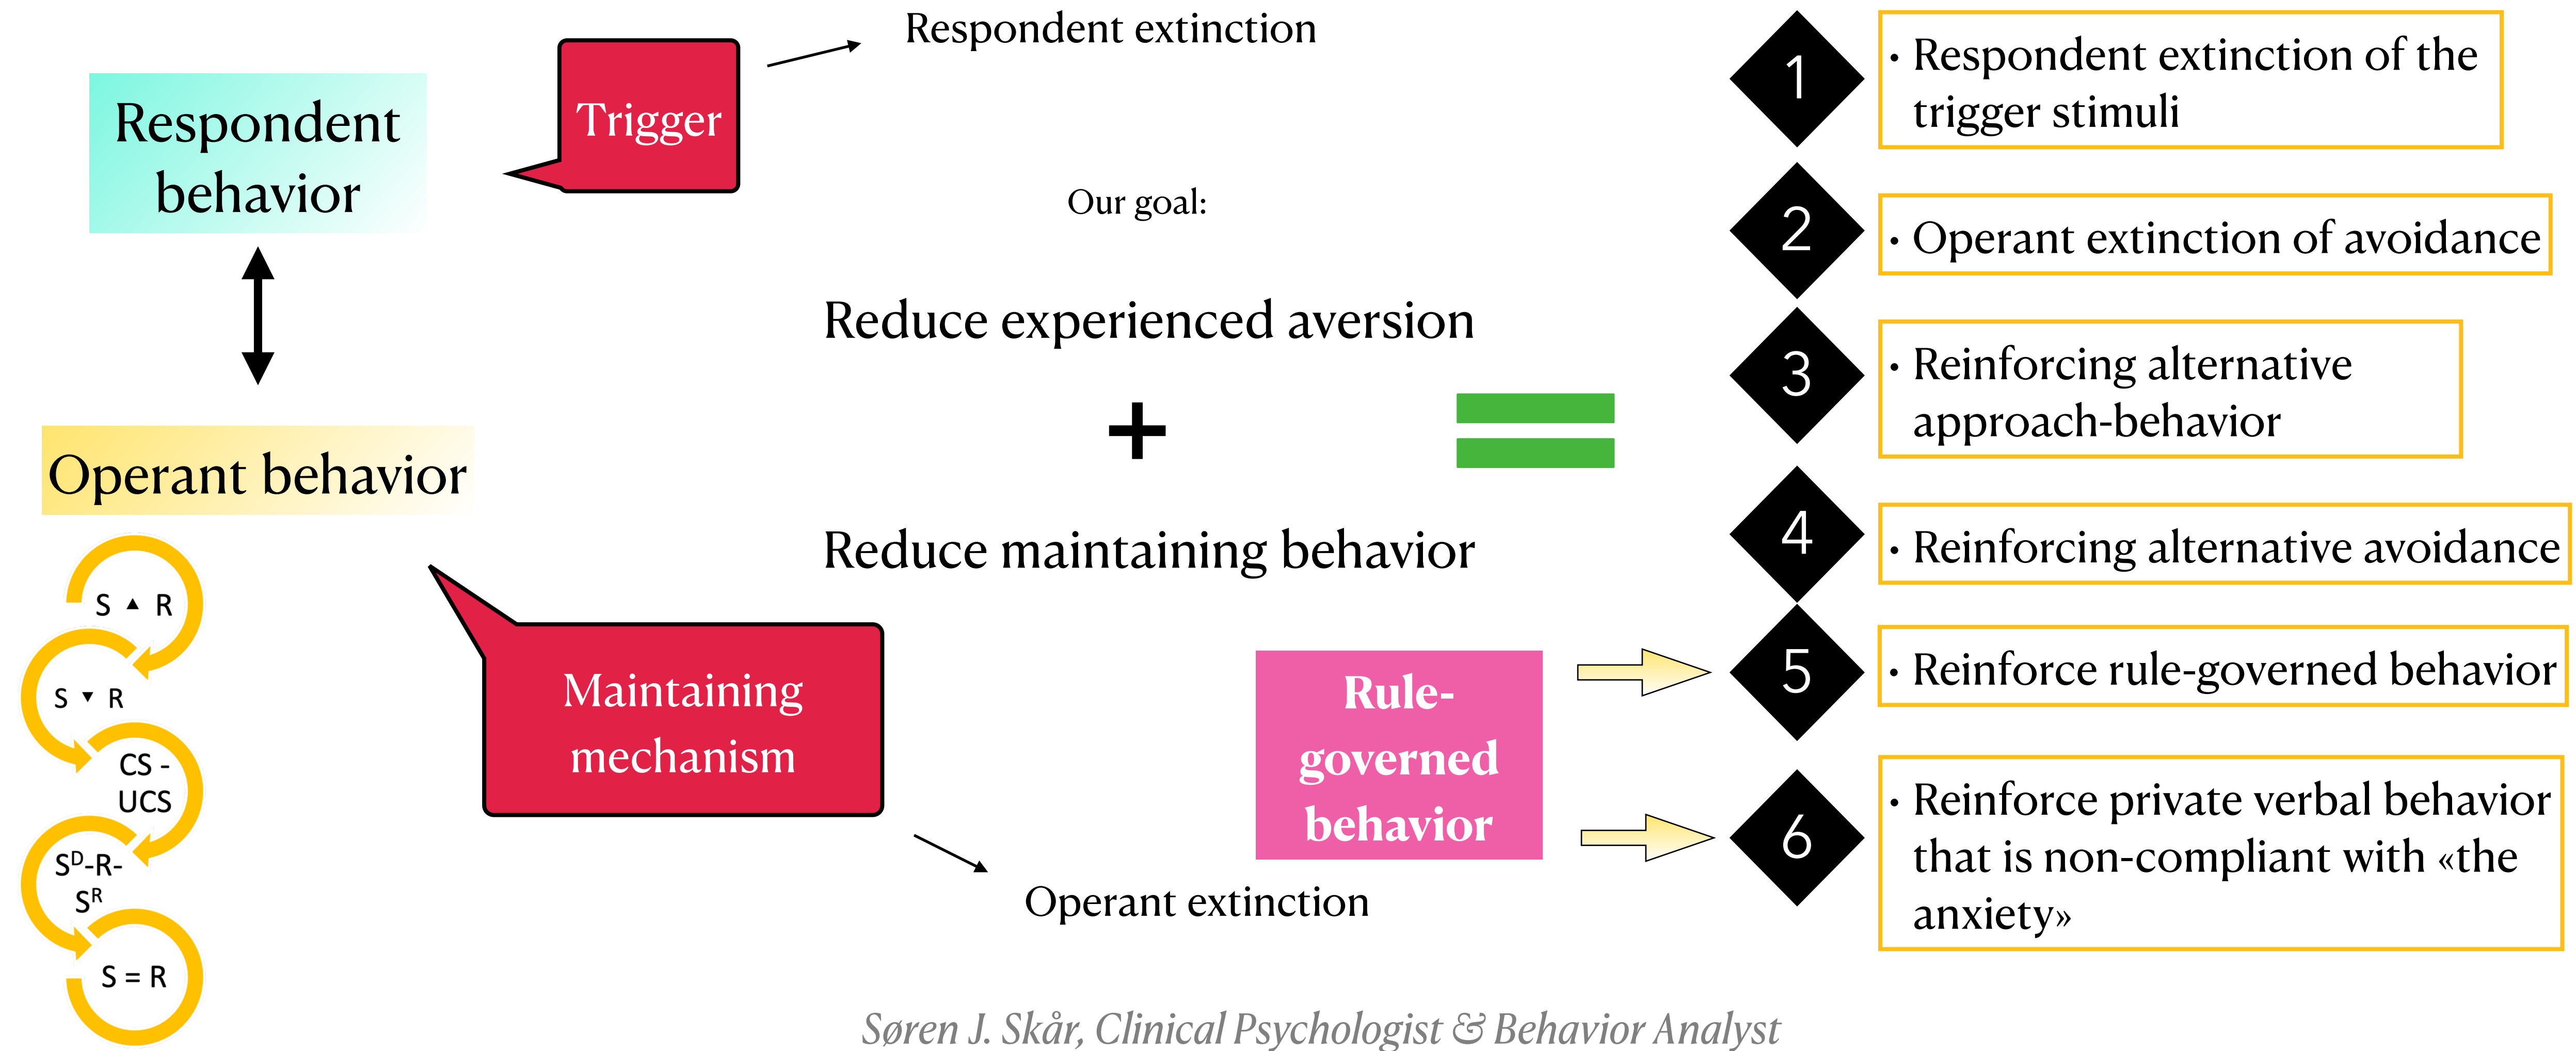 Respondent
behavior
Operant behavior
S ▲ R
S ▼ R
CS -
UCS
Sᴰ-R-
Sᴿ
S = R
Trigger
Respondent extinction
Our goal:
Reduce experienced aversion
+
Reduce maintaining behavior
Maintaining
mechanism
Operant extinction
Rule-
governed
behavior
1
• Respondent extinction of the
trigger stimuli
2
• Operant extinction of avoidance
3
• Reinforcing alternative
approach-behavior
4
• Reinforcing alternative avoidance
5
• Reinforce rule-governed behavior
6
• Reinforce private verbal behavior
that is non-compliant with «the
anxiety»
Søren J. Skår, Clinical Psychologist & Behavior Analyst